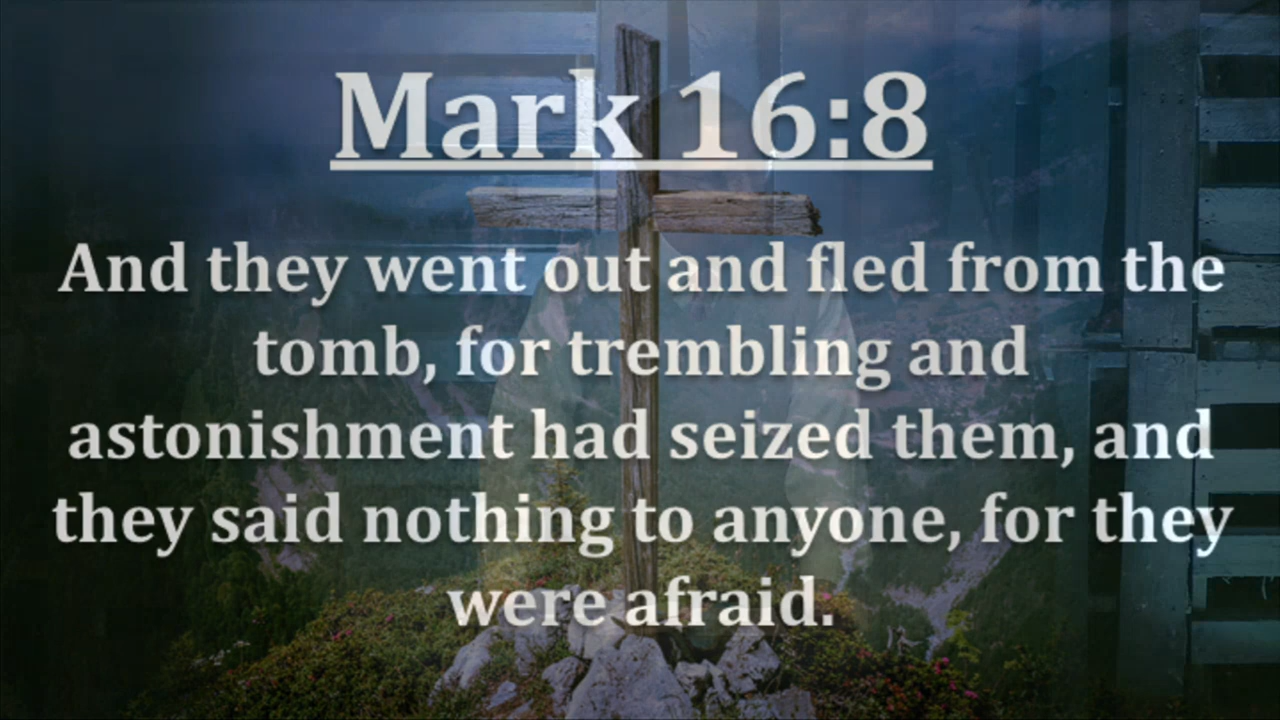 Mark 16:8
And they went out and fled from the
tomb, for trembling and
astonishment had seized them, and
they said nothing to anyone, for they
were afraid.